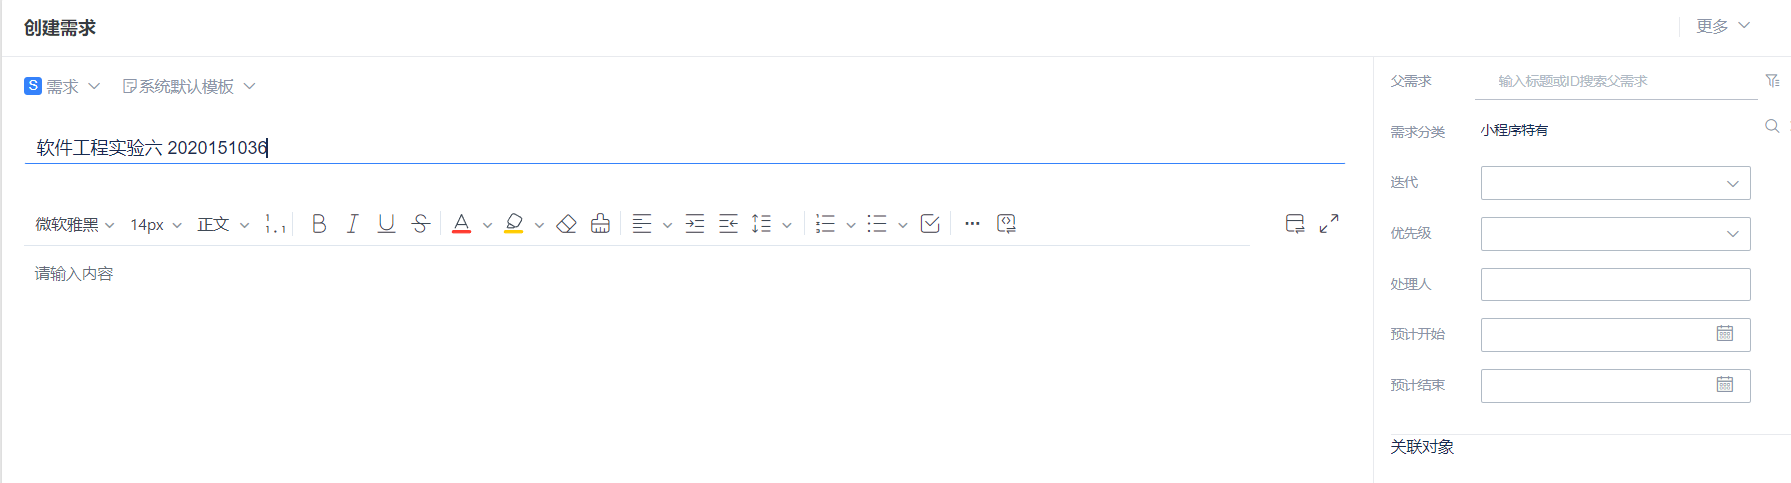 创建需求
更多
S 需求 系统默认模板
软件工程实验六 2020151036
微软雅黑 14px 正文
请输入内容
父需求 输入标题或ID搜索父需求
需求分类 小程序特有
迭代
优先级
处理人
预计开始
预计结束
关联对象